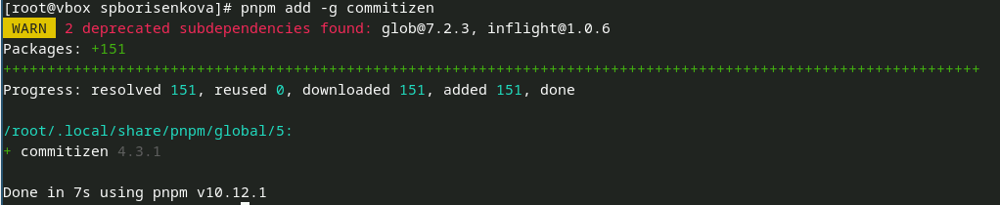 [root@vbox spborisenkova]# pnpm add -g commitizen
WARN 2 deprecated subdependencies found: glob@7.2.3, inflight@1.0.6
Packages: +151
+++++++++++++++++++++++++++++++++++++++++++++++++++++++++++++++++++++++++++++++++++++++++++++++++++++++++++++++
Progress: resolved 151, reused 0, downloaded 151, added 151, done
/root/.local/share/pnpm/global/5:
+ commitizen 4.3.1
Done in 7s using pnpm v10.12.1